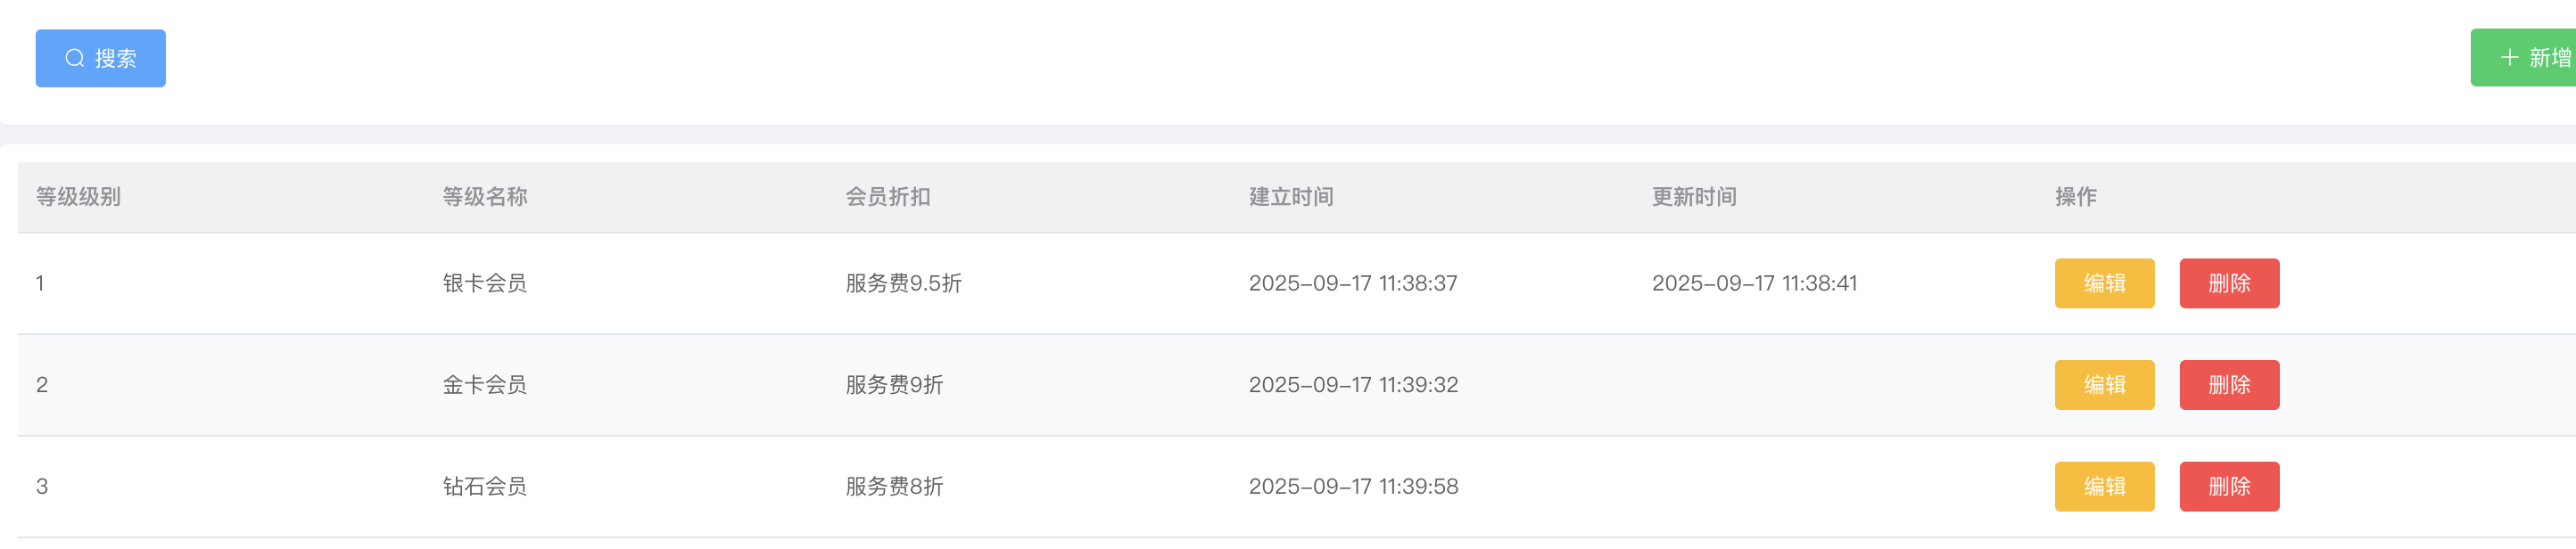 搜索
新增
等级级别 等级名称 会员折扣 建立时间 更新时间 操作
1 银卡会员 服务费9.5折 2025-09-17 11:38:37 2025-09-17 11:38:41 编辑 删除
2 金卡会员 服务费9折 2025-09-17 11:39:32 编辑 删除
3 钻石会员 服务费8折 2025-09-17 11:39:58 编辑 删除